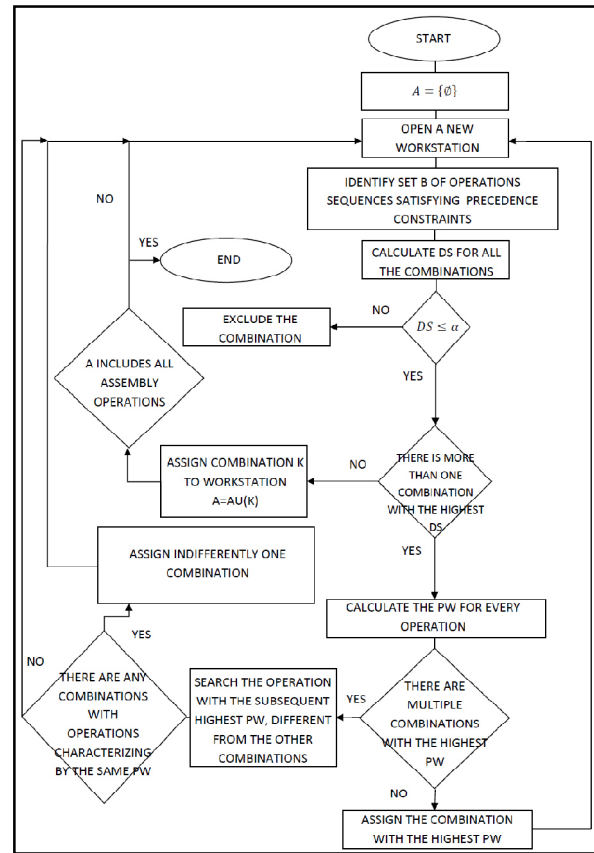 START
A = {∅}
OPEN A NEW
WORKSTATION
IDENTIFY SET B OF OPERATIONS
SEQUENCES SATISFYING PRECEDENCE
CONSTRAINTS
NO
YES
END
CALCULATE DS FOR ALL
THE COMBINATIONS
EXCLUDE THE
COMBINATION
NO
DS ≤ α
YES
A INCLUDES ALL
ASSEMBLY
OPERATIONS
ASSIGN COMBINATION K
TO WORKSTATION
A=AU(K)
NO
THERE IS MORE
THAN ONE
COMBINATION
WITH THE HIGHEST
DS
YES
ASSIGN INDIFFERENTLY ONE
COMBINATION
CALCULATE THE PW FOR EVERY
OPERATION
YES
NO
THERE ARE ANY
COMBINATIONS
WITH
OPERATIONS
CHARACTERIZING
BY THE SAME PW
SEARCH THE OPERATION
WITH THE SUBSEQUENT
HIGHEST PW, DIFFERENT
FROM THE OTHER
COMBINATIONS
YES
THERE ARE
MULTIPLE
COMBINATIONS
WITH THE HIGHEST
PW
NO
ASSIGN THE COMBINATION
WITH THE HIGHEST PW